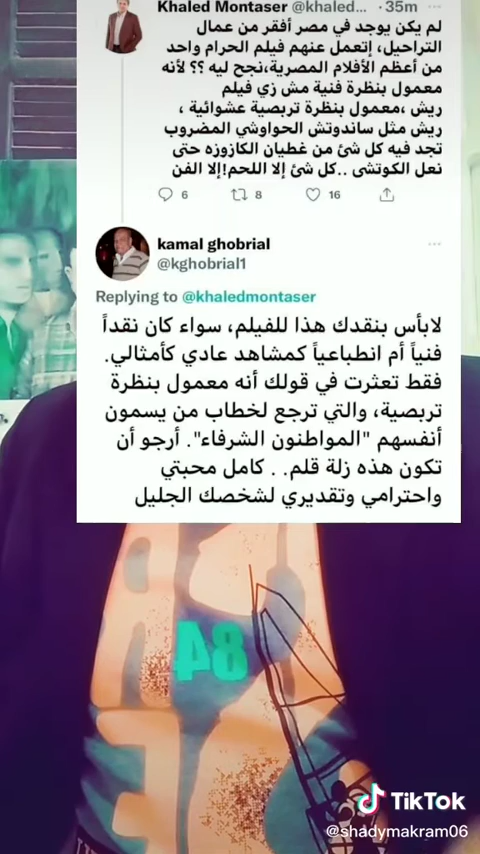 Khaled Montaser @khaled... · 35m
لم يكن يوجد في مصر أفقر من عمال
التراحيل، إتعمل عنهم فيلم الحرام واحد
من أعظم الأفلام المصرية،نجح ليه ؟؟ لأنه
معمول بنظرة فنية مش زي فيلم
ريش ،معمول بنظرة تربصية عشوائية ،
ريش مثل ساندوتش الحواوشي المضروب
تجد فيه كل شئ من غطيان الكازوزه حتى
نعل الكوتشى ..كل شئ إلا اللحم!إلا الفن
6 8 16
kamal ghobrial
@kghobrial1
Replying to @khaledmontaser
لابأس بنقدك هذا للفيلم، سواء كان نقداً
فنياً أم انطباعياً كمشاهد عادي كأمثالي.
فقط تعثرت في قولك أنه معمول بنظرة
تربصية، والتي ترجع لخطاب من يسمون
أنفسهم "المواطنون الشرفاء". أرجو أن
تكون هذه زلة قلم. . كامل محبتي
واحترامي وتقديري لشخصك الجليل
48
TikTok
@shadymakram06